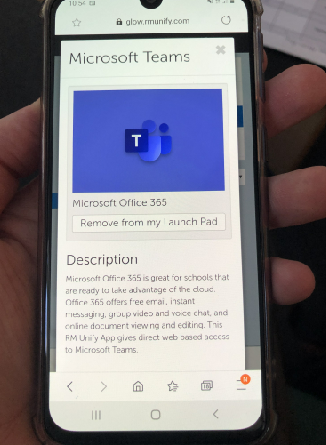 10:54
glow.rmunify.com
Microsoft Teams
T
Microsoft Office 365
Remove from my Launch Pad
Description
Microsoft Office 365 is great for schools that
are ready to take advantage of the cloud.
Office 365 offers free email, instant
messaging, group video and voice chat, and
online document viewing and editing. This
RM Unify App gives direct web based access
to Microsoft Teams.
N